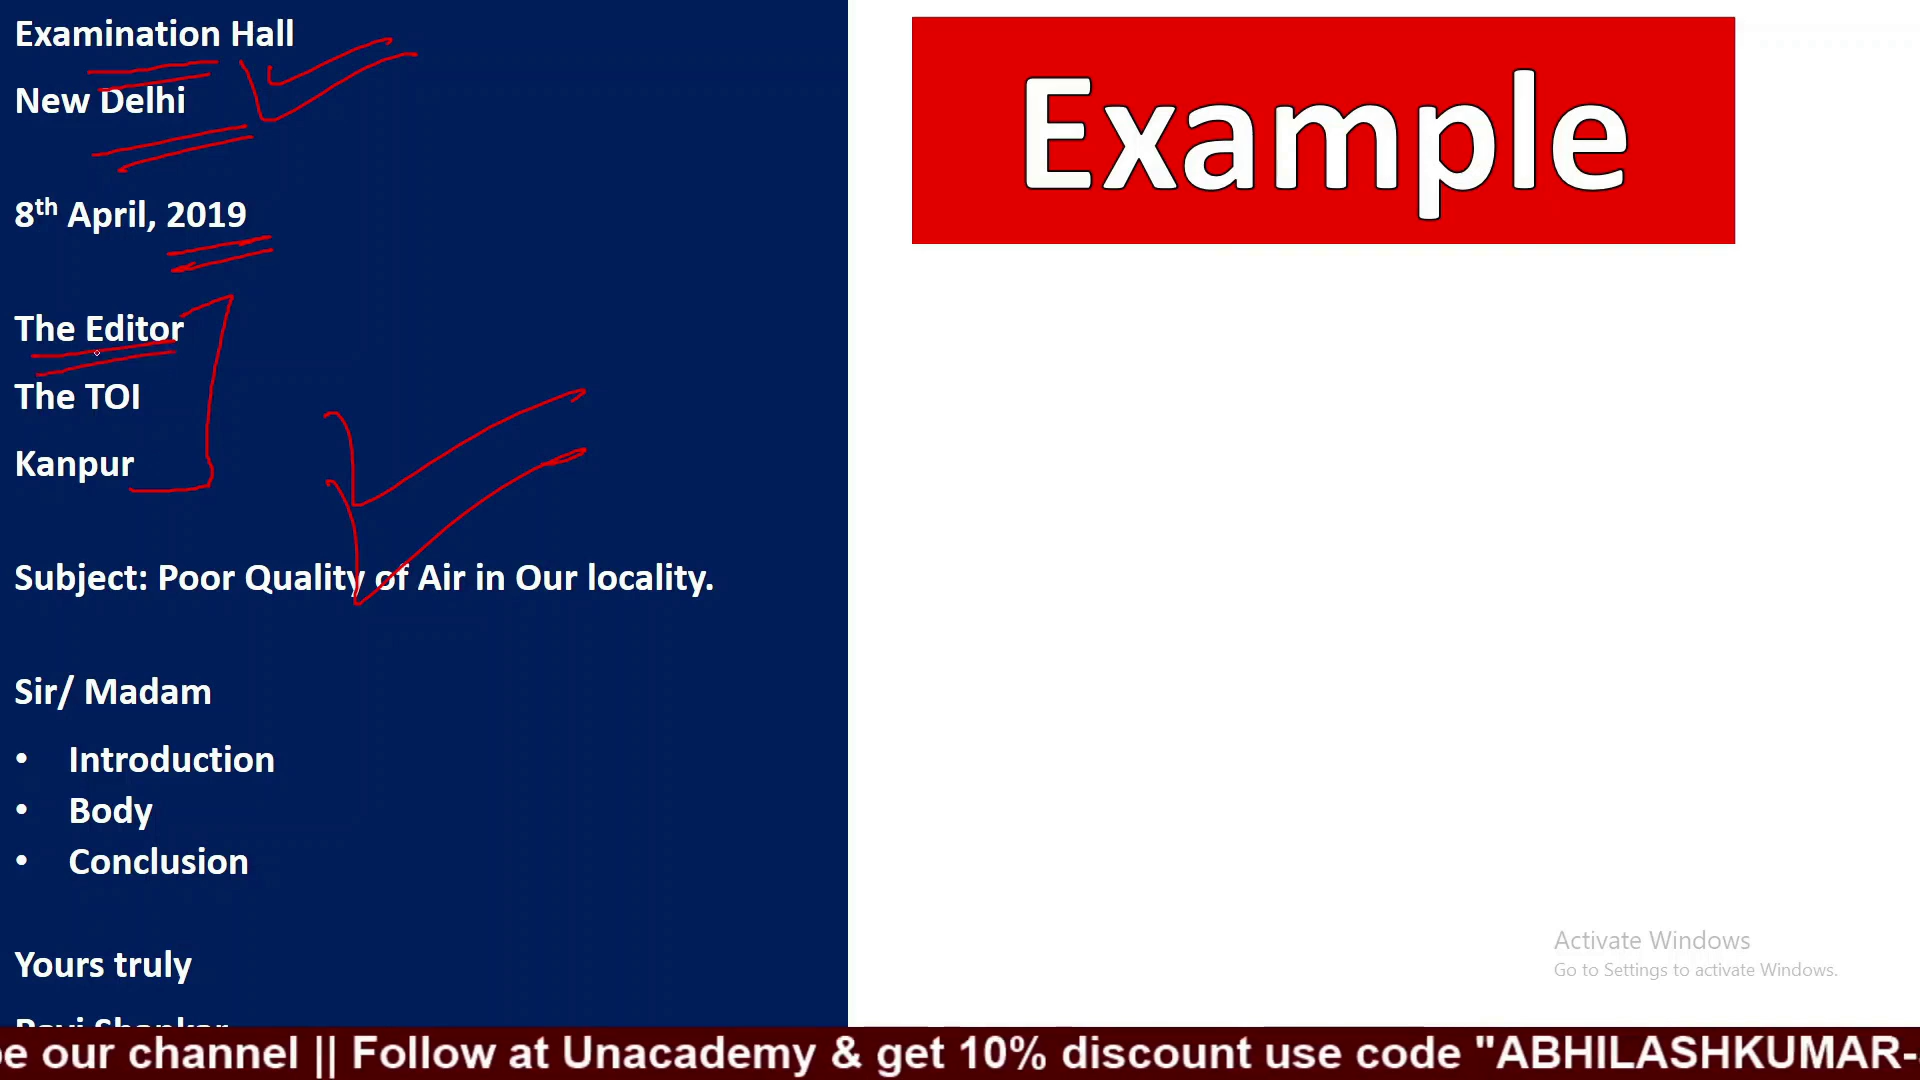 Examination Hall
New Delhi
8th April, 2019
The Editor
The TOI
Kanpur
Subject: Poor Quality of Air in Our locality.
Sir/ Madam
• Introduction
• Body
• Conclusion
Yours truly
Ravi Shankar
Example
Activate Windows
Go to Settings to activate Windows.
our channel || Follow at Unacademy & get 10% discount use code "ABHILASHKUMAR-